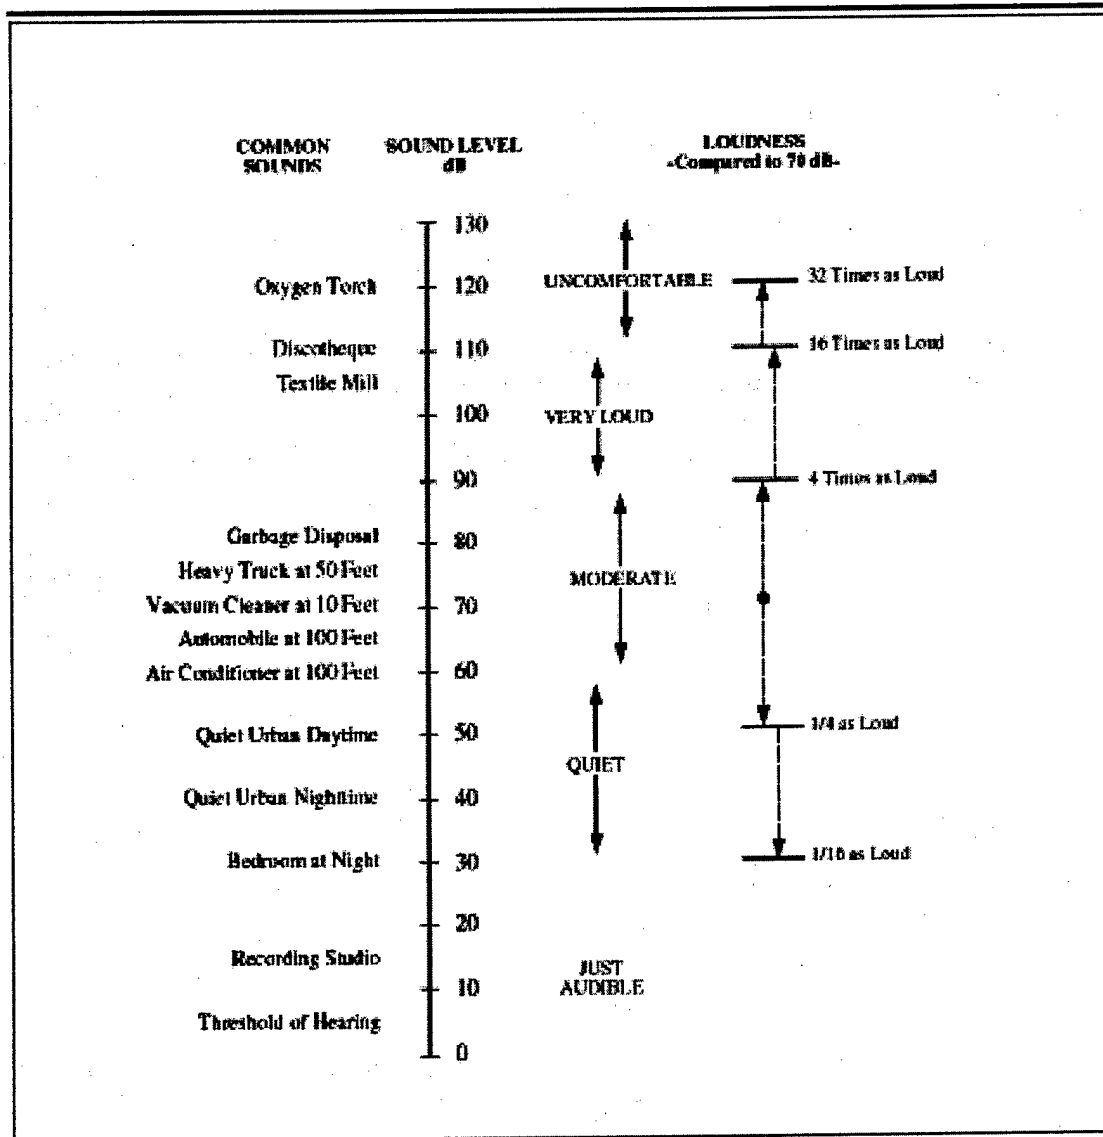 COMMON
SOUNDS
SOUND LEVEL
dB
LOUDNESS
-Compared to 70 dB-
130
Oxygen Torch
120
UNCOMFORTABLE
32 Times as Loud
Discotheque
110
16 Times as Loud
Textile Mill
100
VERY LOUD
90
4 Times as Loud
Garbage Disposal
80
Heavy Truck at 50 Feet
MODERATE
Vacuum Cleaner at 10 Feet
70
Automobile at 100 Feet
Air Conditioner at 100 Feet
60
Quiet Urban Daytime
50
1/4 as Loud
QUIET
Quiet Urban Nighttime
40
Bedroom at Night
30
1/16 as Loud
20
Recording Studio
JUST
AUDIBLE
10
Threshold of Hearing
0